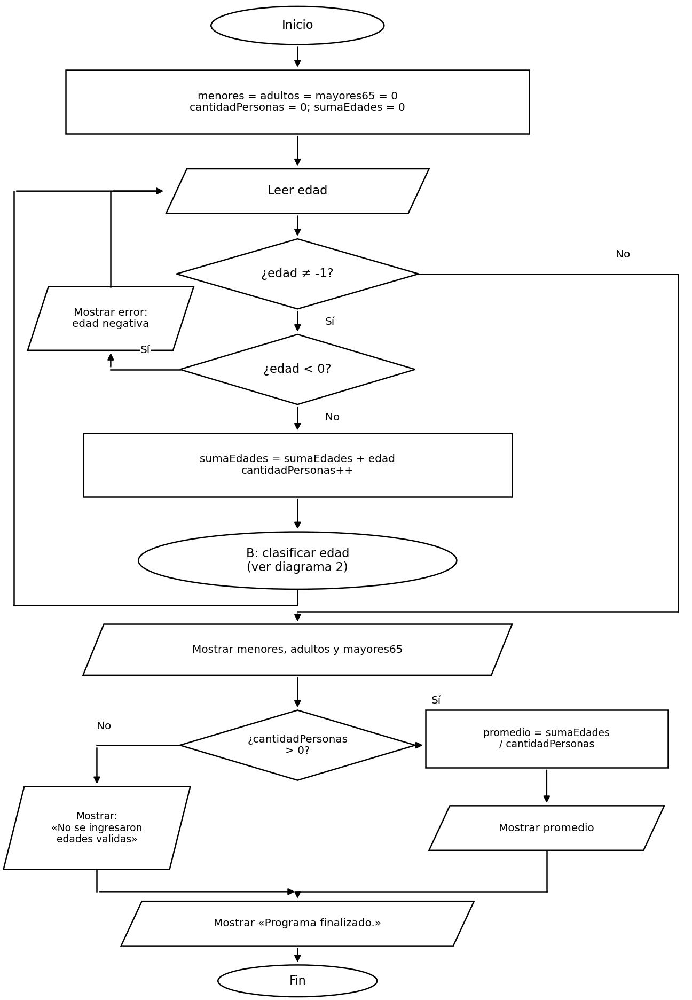 Inicio
menores = adultos = mayores65 = 0
cantidadPersonas = 0; sumaEdades = 0
Leer edad
No
¿edad ≠ -1?
Mostrar error:
edad negativa
Sí
Sí
¿edad < 0?
No
sumaEdades = sumaEdades + edad
cantidadPersonas++
B: clasificar edad
(ver diagrama 2)
Mostrar menores, adultos y mayores65
Sí
No
¿cantidadPersonas
> 0?
promedio = sumaEdades
/ cantidadPersonas
Mostrar:
«No se ingresaron
edades validas»
Mostrar promedio
Mostrar «Programa finalizado.»
Fin